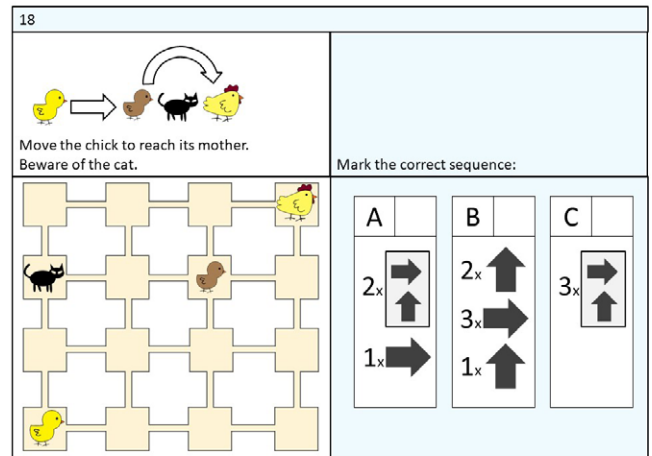 18
Move the chick to reach its mother.
Beware of the cat.
Mark the correct sequence:
A
B
C
2x
1x
2x
3x
1x
3x